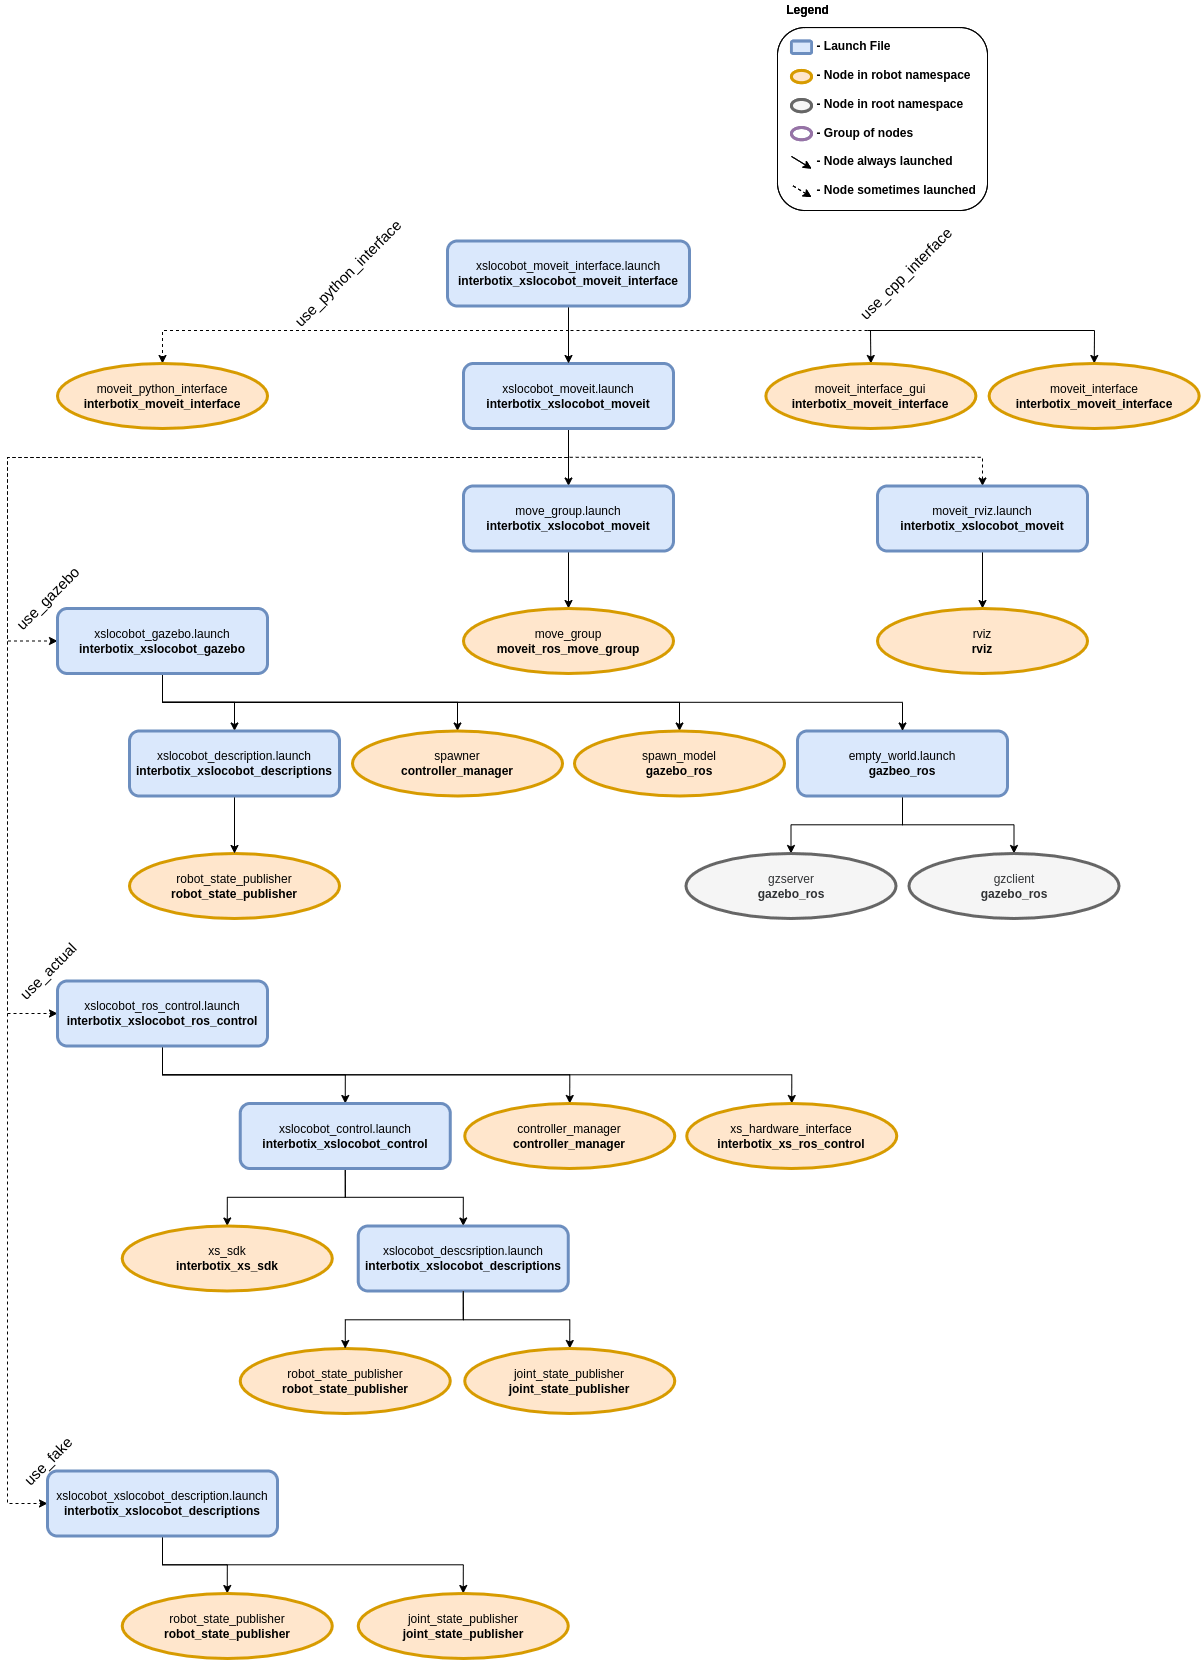 Legend
- Launch File
- Node in robot namespace
- Node in root namespace
- Group of nodes
- Node always launched
- Node sometimes launched
use_python_interface
xslocobot_moveit_interface.launch
interbotix_xslocobot_moveit_interface
use_cpp_interface
moveit_python_interface
interbotix_moveit_interface
xslocobot_moveit.launch
interbotix_xslocobot_moveit
moveit_interface_gui
interbotix_moveit_interface
moveit_interface
interbotix_moveit_interface
move_group.launch
interbotix_xslocobot_moveit
moveit_rviz.launch
interbotix_xslocobot_moveit
use_gazebo
xslocobot_gazebo.launch
interbotix_xslocobot_gazebo
move_group
moveit_ros_move_group
rviz
rviz
xslocobot_description.launch
interbotix_xslocobot_descriptions
spawner
controller_manager
spawn_model
gazebo_ros
empty_world.launch
gazbeo_ros
robot_state_publisher
robot_state_publisher
gzserver
gazebo_ros
gzclient
gazebo_ros
use_actual
xslocobot_ros_control.launch
interbotix_xslocobot_ros_control
xslocobot_control.launch
interbotix_xslocobot_control
controller_manager
controller_manager
xs_hardware_interface
interbotix_xs_ros_control
xs_sdk
interbotix_xs_sdk
xslocobot_descsription.launch
interbotix_xslocobot_descriptions
robot_state_publisher
robot_state_publisher
joint_state_publisher
joint_state_publisher
use_fake
xslocobot_xslocobot_description.launch
interbotix_xslocobot_descriptions
robot_state_publisher
robot_state_publisher
joint_state_publisher
joint_state_publisher